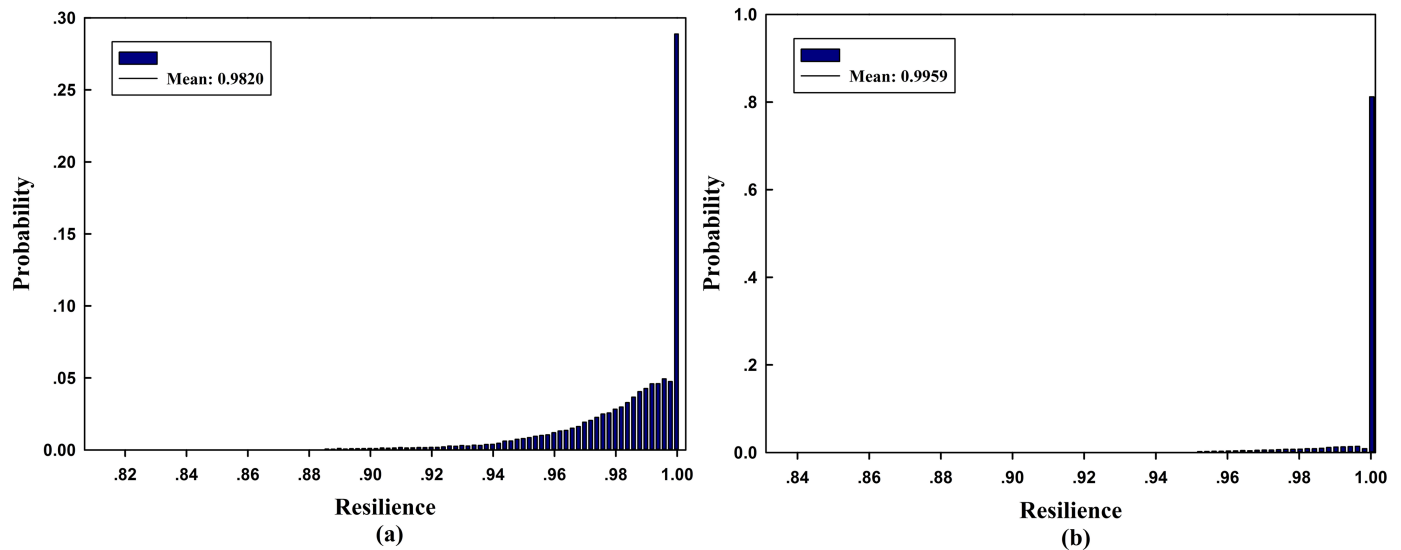 .30
.25
.20
.15
.10
.05
0.00
Probability
Mean: 0.9820
.82 .84 .86 .88 .90 .92 .94 .96 .98 1.00
Resilience
(a)
1.0
.8
.6
.4
.2
0.0
Probability
Mean: 0.9959
.84 .86 .88 .90 .92 .94 .96 .98 1.00
Resilience
(b)